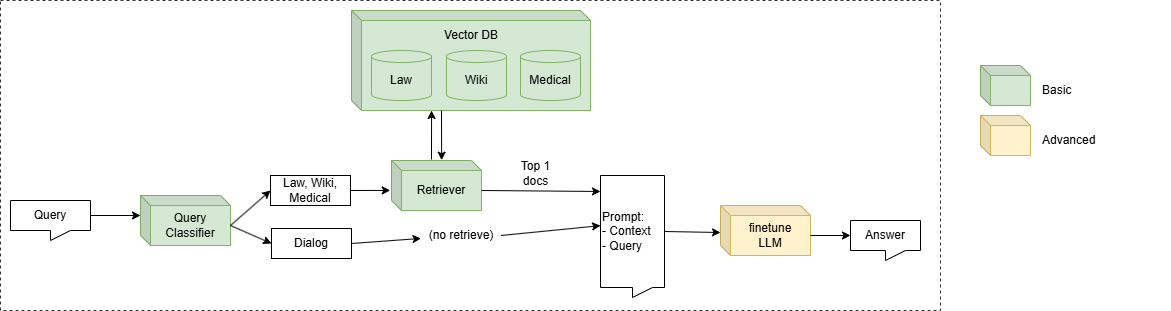 Vector DB
Law
Wiki
Medical
Basic
Advanced
Top 1
docs
Law, Wiki,
Medical
Retriever
Query
Query
Classifier
Dialog
(no retrieve)
Prompt:
- Context
- Query
finetune
LLM
Answer